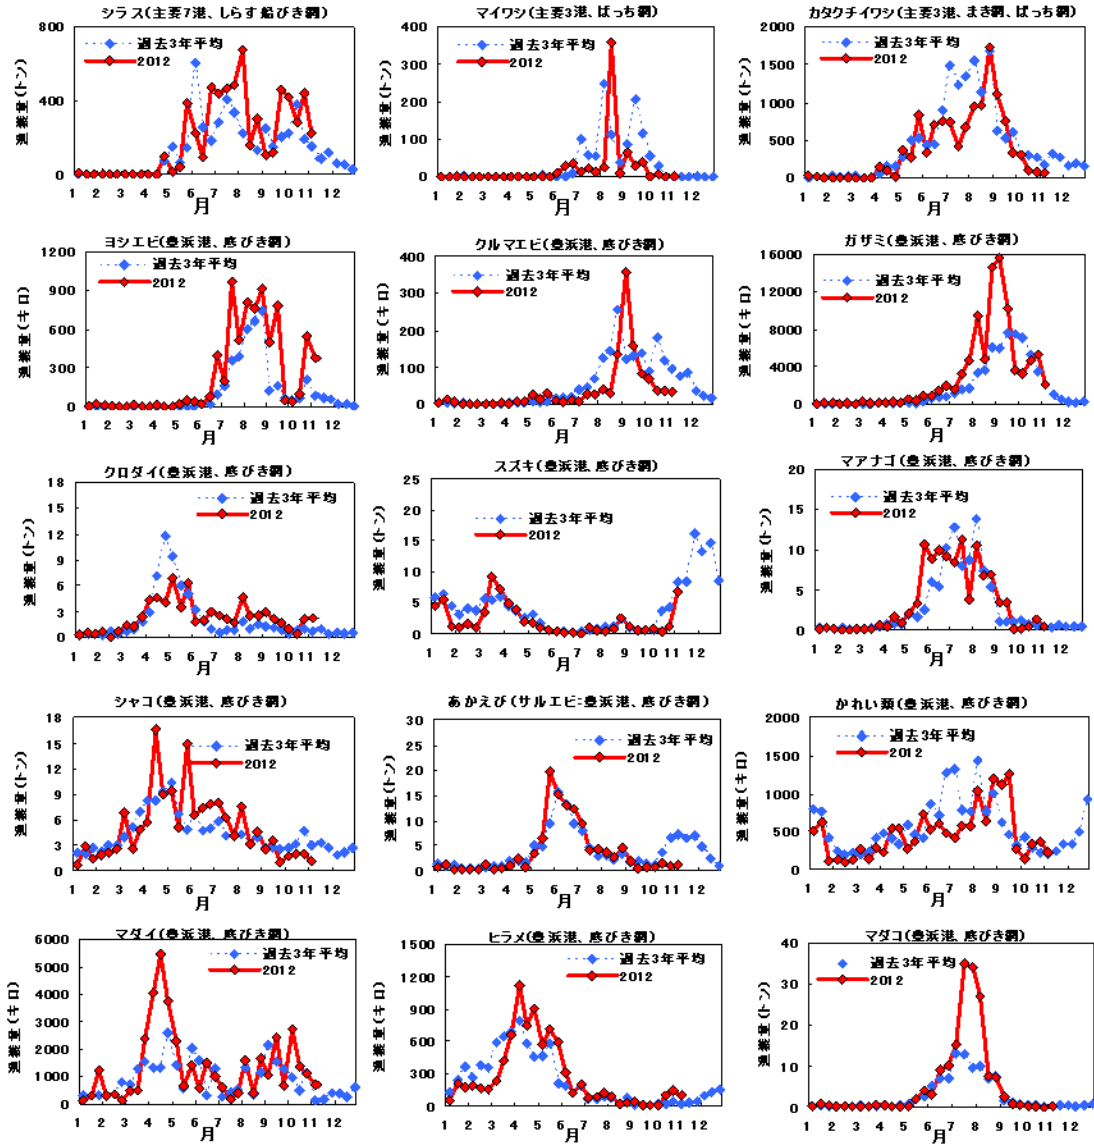 シラス(主要7港、しらす船びき網)
漁獲量(トン)
800
400
0
過去3年平均
2012
1 2 3 4 5 6 7 8 9 10 11 12
月
マイワシ(主要3港、ばっち網)
漁獲量(トン)
400
300
200
100
0
過去3年平均
2012
1 2 3 4 5 6 7 8 9 10 11 12
月
カタクチイワシ(主要3港、まき網、ばっち網)
漁獲量(トン)
2000
1500
1000
500
0
過去3年平均
2012
1 2 3 4 5 6 7 8 9 10 11 12
月
ヨシエビ(豊浜港、底びき網)
漁獲量(キロ)
1200
900
600
300
0
過去3年平均
2012
1 2 3 4 5 6 7 8 9 10 11 12
月
クルマエビ(豊浜港、底びき網)
漁獲量(キロ)
400
300
200
100
0
過去3年平均
2012
1 2 3 4 5 6 7 8 9 10 11 12
月
ガザミ(豊浜港、底びき網)
漁獲量(キロ)
16000
12000
8000
4000
0
過去3年平均
2012
1 2 3 4 5 6 7 8 9 10 11 12
月
クロダイ(豊浜港、底びき網)
漁獲量(トン)
18
15
12
9
6
3
0
過去3年平均
2012
1 2 3 4 5 6 7 8 9 10 11 12
月
スズキ(豊浜港、底びき網)
漁獲量(トン)
25
20
15
10
5
0
過去3年平均
2012
1 2 3 4 5 6 7 8 9 10 11 12
月
マアナゴ(豊浜港、底びき網)
漁獲量(トン)
20
15
10
5
0
過去3年平均
2012
1 2 3 4 5 6 7 8 9 10 11 12
月
シャコ(豊浜港、底びき網)
漁獲量(トン)
18
15
12
9
6
3
0
過去3年平均
2012
1 2 3 4 5 6 7 8 9 10 11 12
月
あかえび(サルエビ:豊浜港、底びき網)
漁獲量(トン)
30
25
20
15
10
5
0
過去3年平均
2012
1 2 3 4 5 6 7 8 9 10 11 12
月
かれい類(豊浜港、底びき網)
漁獲量(キロ)
2000
1500
1000
500
0
過去3年平均
2012
1 2 3 4 5 6 7 8 9 10 11 12
月
マダイ(豊浜港、底びき網)
漁獲量(キロ)
6000
5000
4000
3000
2000
1000
0
過去3年平均
2012
1 2 3 4 5 6 7 8 9 10 11 12
月
ヒラメ(豊浜港、底びき網)
漁獲量(キロ)
1500
1200
900
600
300
0
過去3年平均
2012
1 2 3 4 5 6 7 8 9 10 11 12
月
マダコ(豊浜港、底びき網)
漁獲量(トン)
40
30
20
10
0
過去3年平均
2012
1 2 3 4 5 6 7 8 9 10 11 12
月